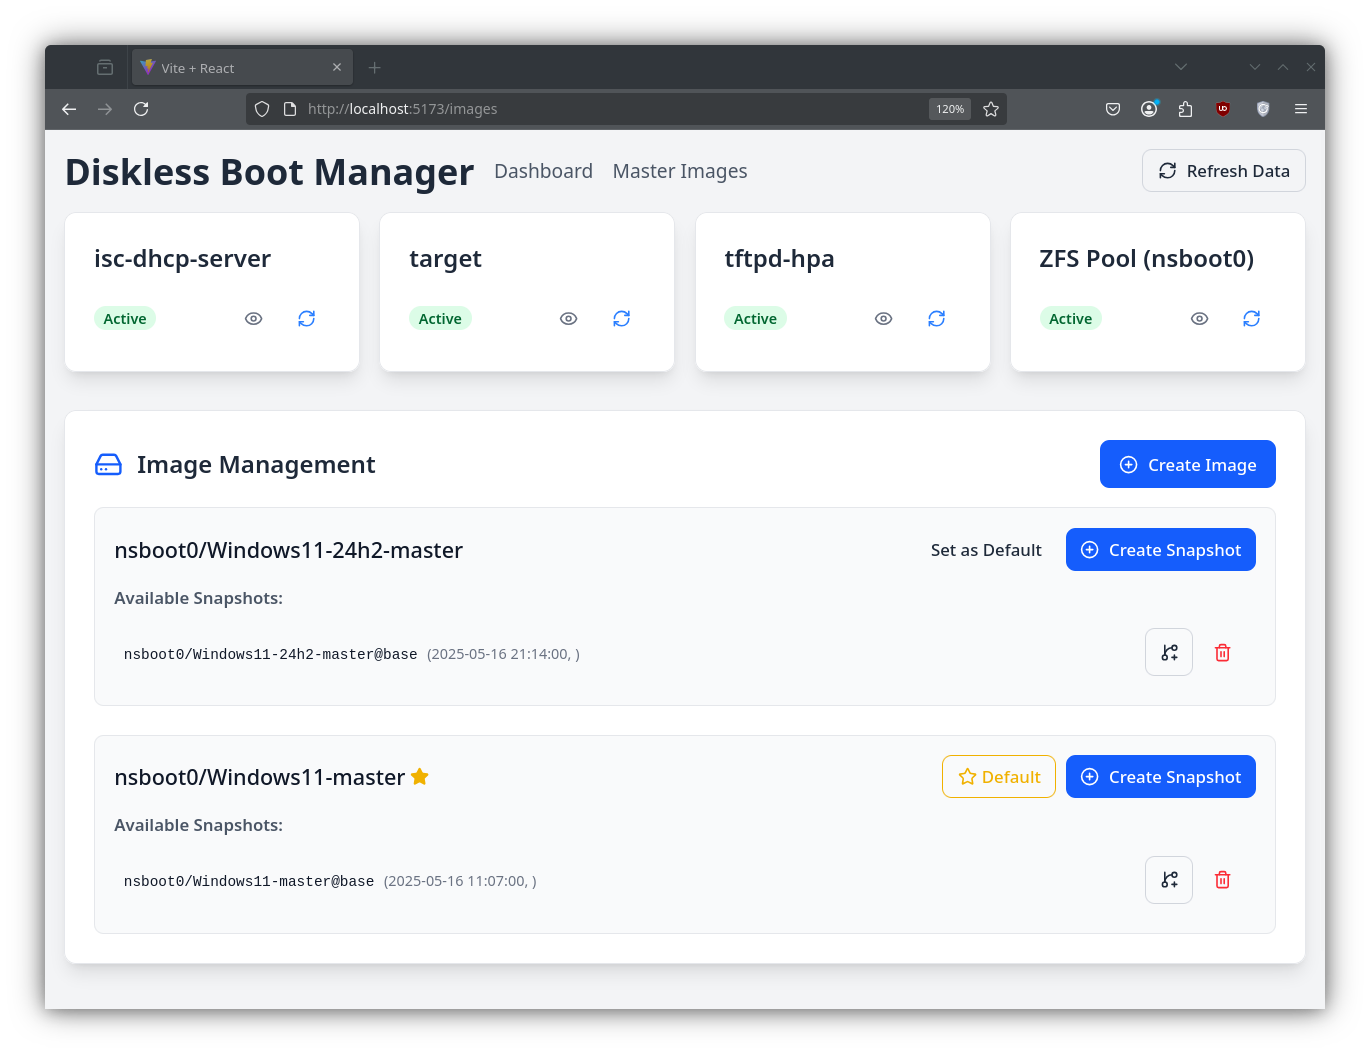 Vite + React
http://localhost:5173/images
120%
Diskless Boot Manager
Dashboard
Master Images
Refresh Data
isc-dhcp-server
Active
target
Active
tftpd-hpa
Active
ZFS Pool (nsboot0)
Active
Image Management
Create Image
nsboot0/Windows11-24h2-master
Set as Default
Create Snapshot
Available Snapshots:
nsboot0/Windows11-24h2-master@base (2025-05-16 21:14:00, )
nsboot0/Windows11-master
Default
Create Snapshot
Available Snapshots:
nsboot0/Windows11-master@base (2025-05-16 11:07:00, )